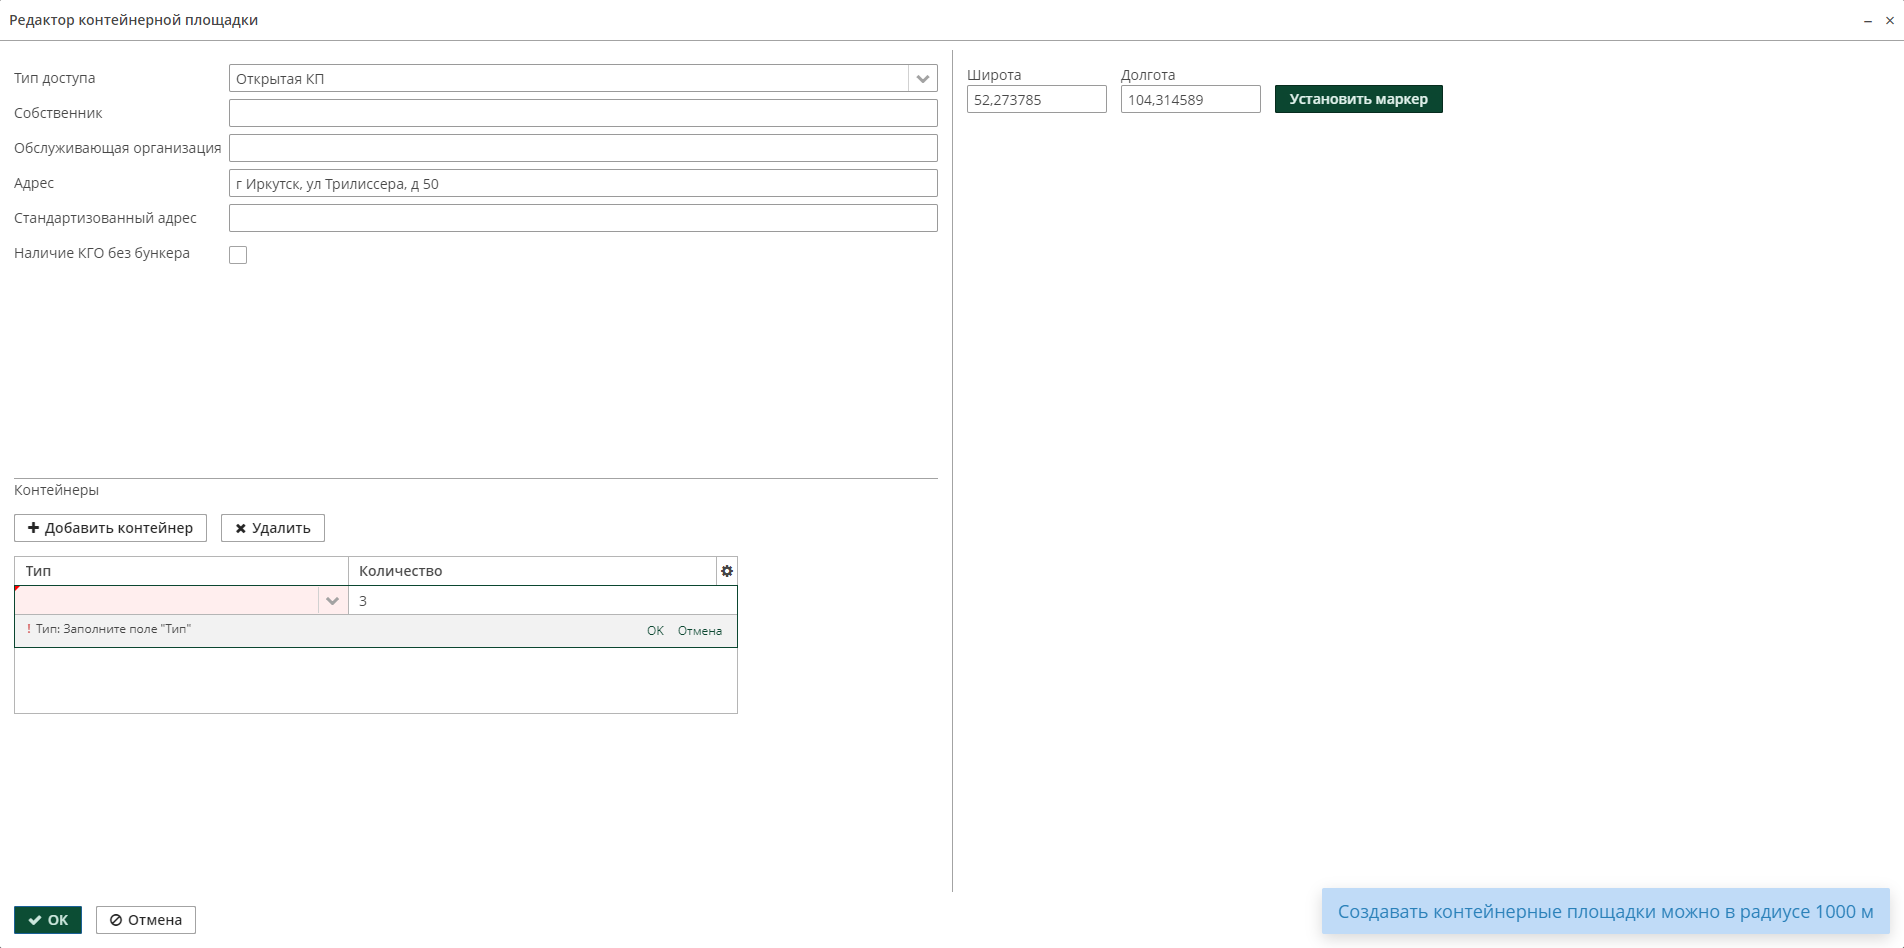 Редактор контейнерной площадки
Тип доступа
Открытая КП
Собственник
Обслуживающая организация
Адрес
г Иркутск, ул Трилиссера, д 50
Стандартизованный адрес
Наличие КГО без бункера
Широта
Долгота
52,273785
104,314589
Установить маркер
Контейнеры
Добавить контейнер
Удалить
Тип
Количество
3
! Тип: Заполните поле "Тип"
OK
Отмена
OK
Отмена
Создавать контейнерные площадки можно в радиусе 1000 м